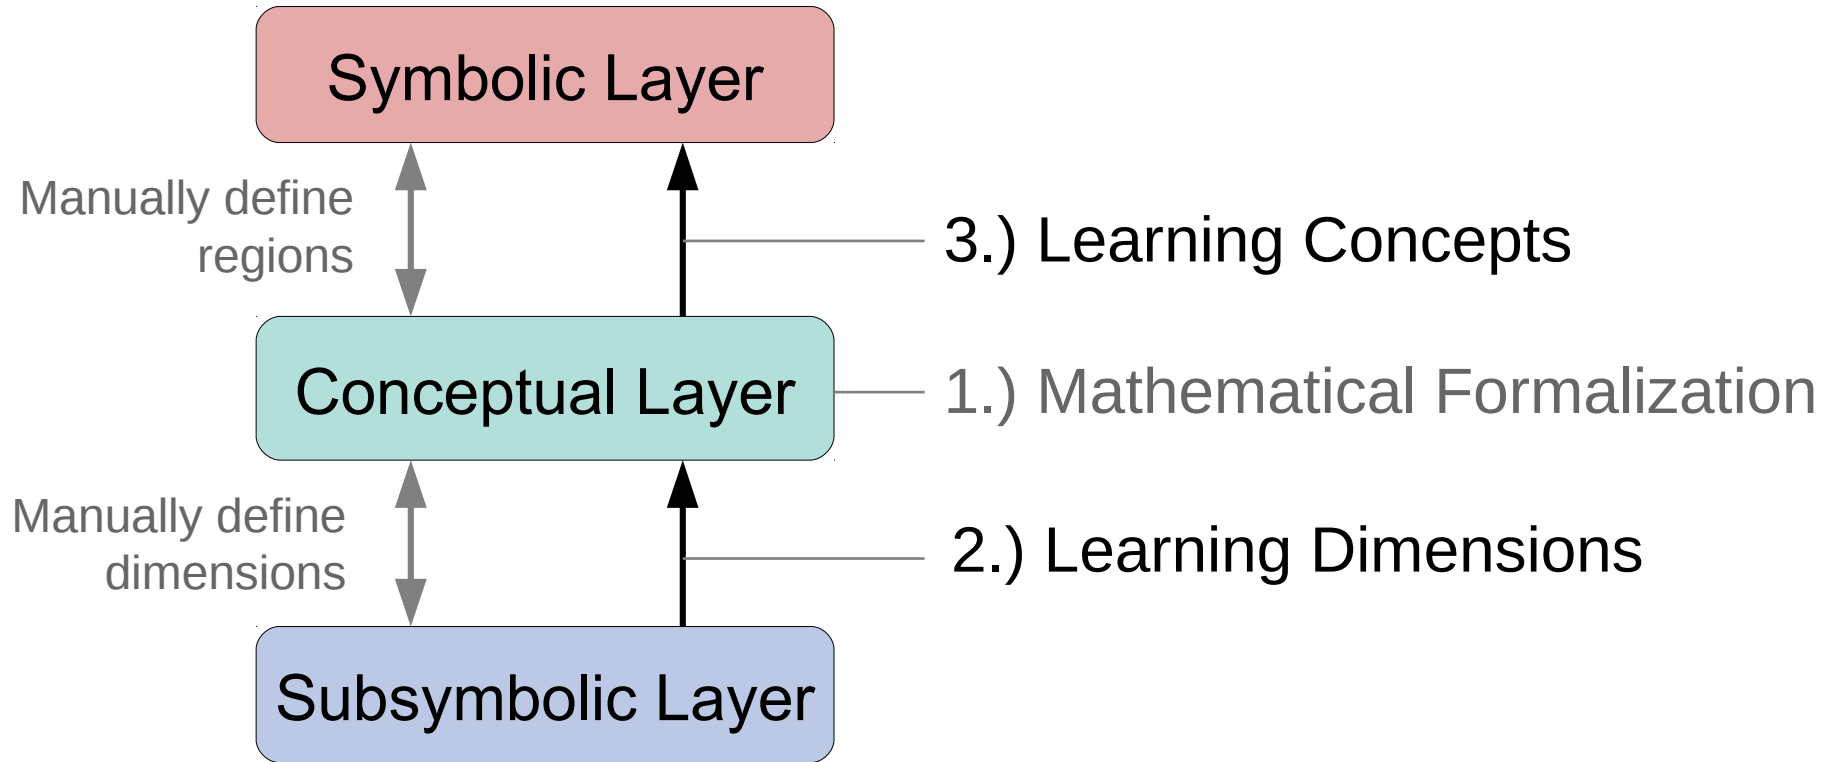 Symbolic Layer
Manually define
regions
3.) Learning Concepts
Conceptual Layer
1.) Mathematical Formalization
Manually define
dimensions
2.) Learning Dimensions
Subsymbolic Layer